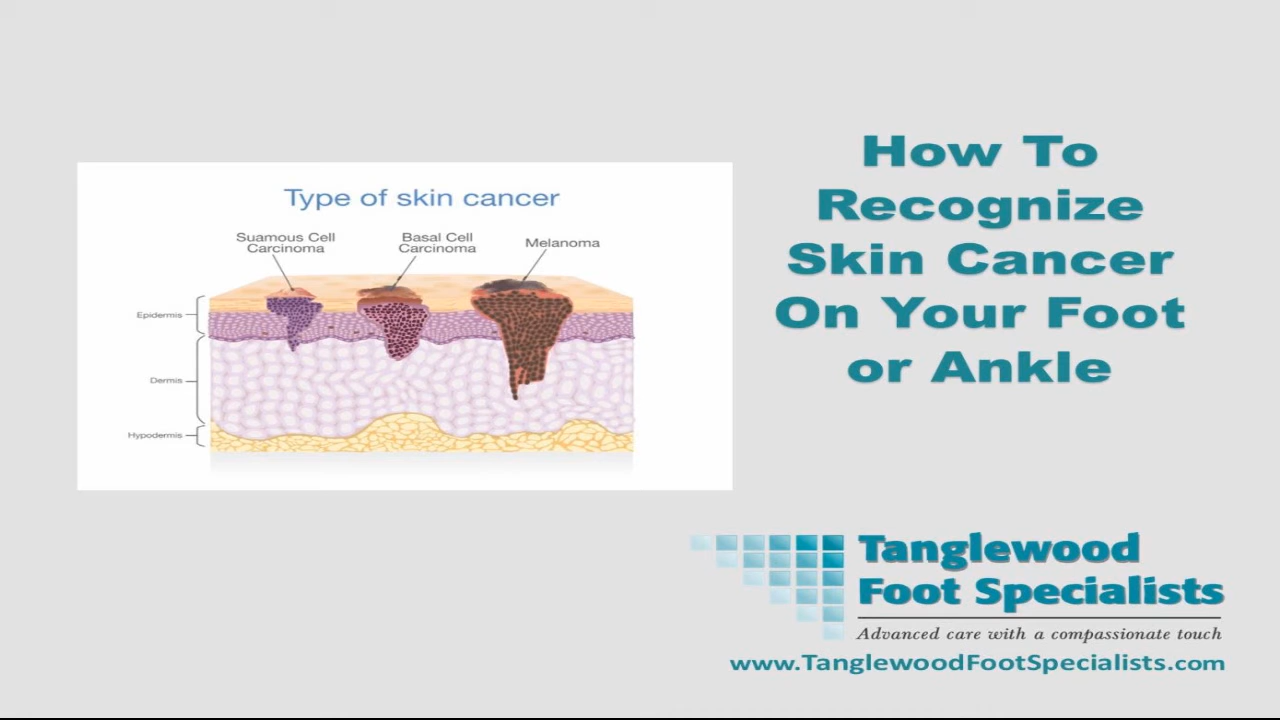 Type of skin cancer
Suamous Cell
Carcinoma
Basal Cell
Carcinoma
Melanoma
Epidermis
Dermis
Hypodermis
How To
Recognize
Skin Cancer
On Your Foot
or Ankle
Tanglewood
Foot Specialists
Advanced care with a compassionate touch
www.TanglewoodFootSpecialists.com